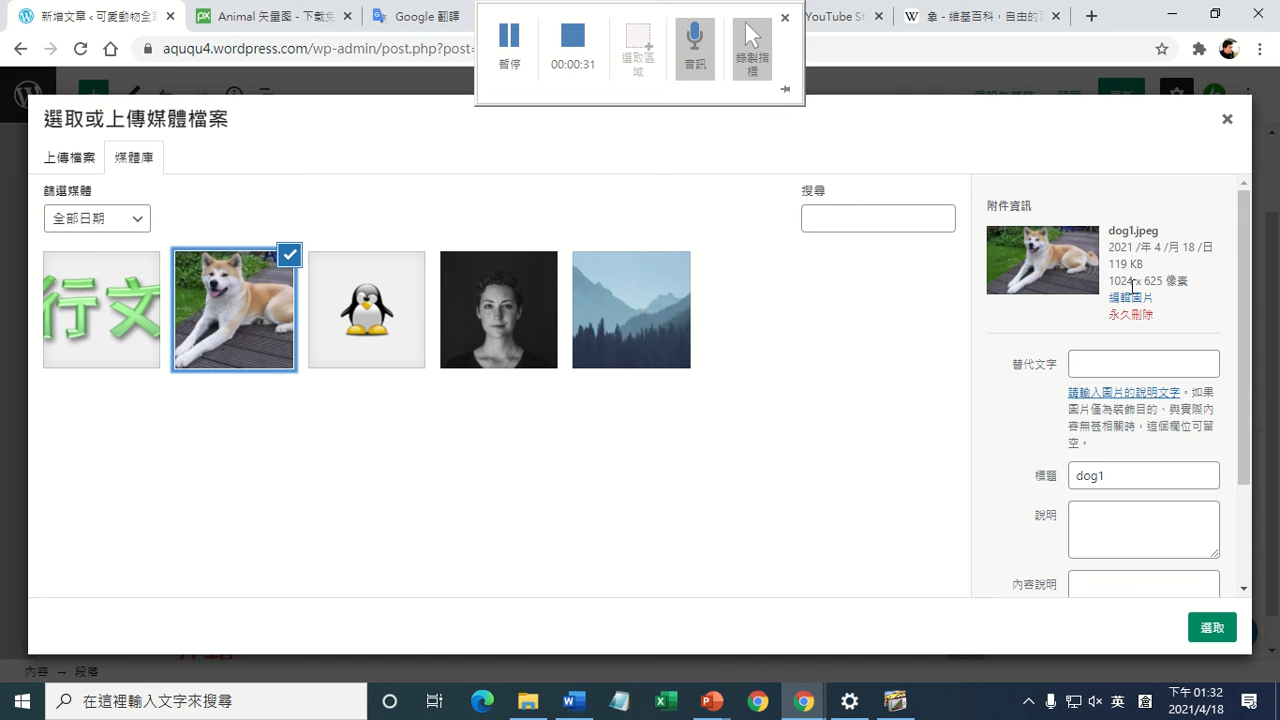 新增文章 ‹ 可愛動物全
Animal 矢量图 - 下載免
Google 翻譯
YouTube St
拿 - 維基百科，自由的百
aququ4.wordpress.com/wp-admin/post.php?post=
暫停
00:00:31
選取區域
音訊
錄製指標
選取或上傳媒體檔案
上傳檔案
媒體庫
篩選媒體
全部日期
搜尋
行文
附件資訊
dog1.jpeg
2021 /年 4 /月 18 /日
119 KB
1024 x 625 像素
編輯圖片
永久刪除
替代文字
請輸入圖片的說明文字。如果
圖片僅為裝飾目的、與實際內
容無甚相關時，這個欄位可留
空。
標題
dog1
說明
內容說明
選取
內容 → 段落
在這裡輸入文字來搜尋
英
下午 01:32
2021/4/18